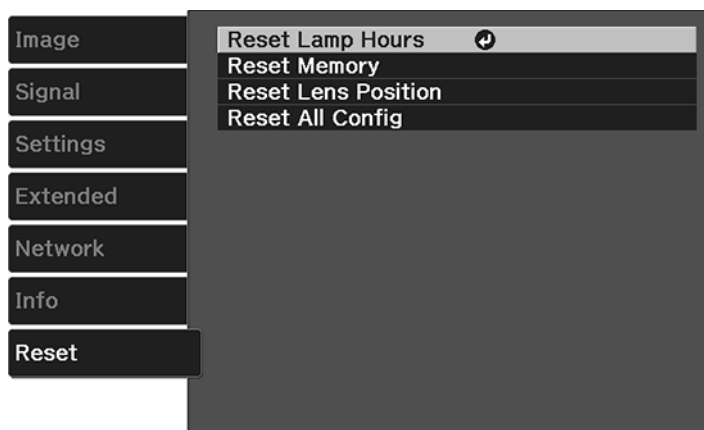 Image
Signal
Settings
Extended
Network
Info
Reset
Reset Lamp Hours
Reset Memory
Reset Lens Position
Reset All Config